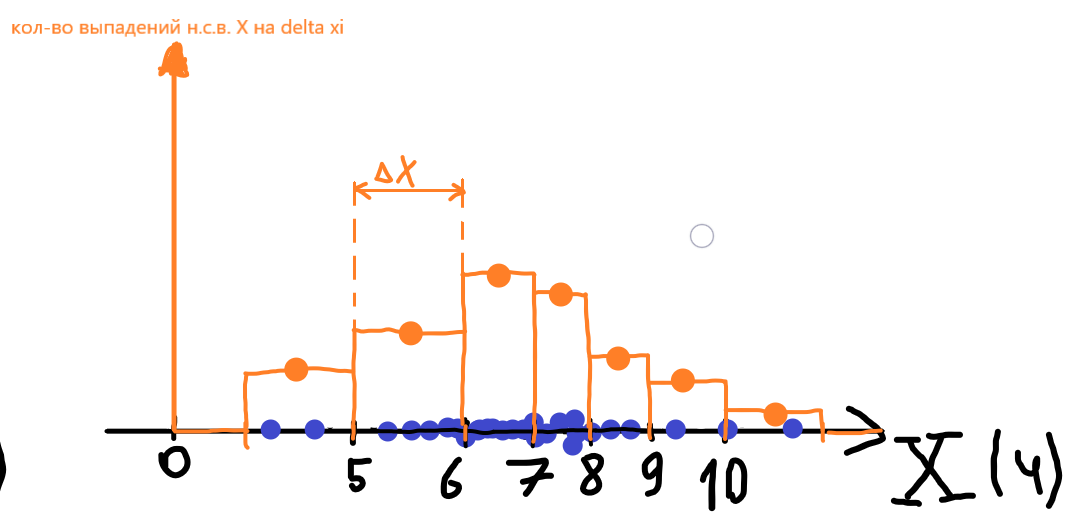 кол-во выпадений н.с.в. X на delta xi
ΔX
0 5 6 7 8 9 10
X (ч)
)